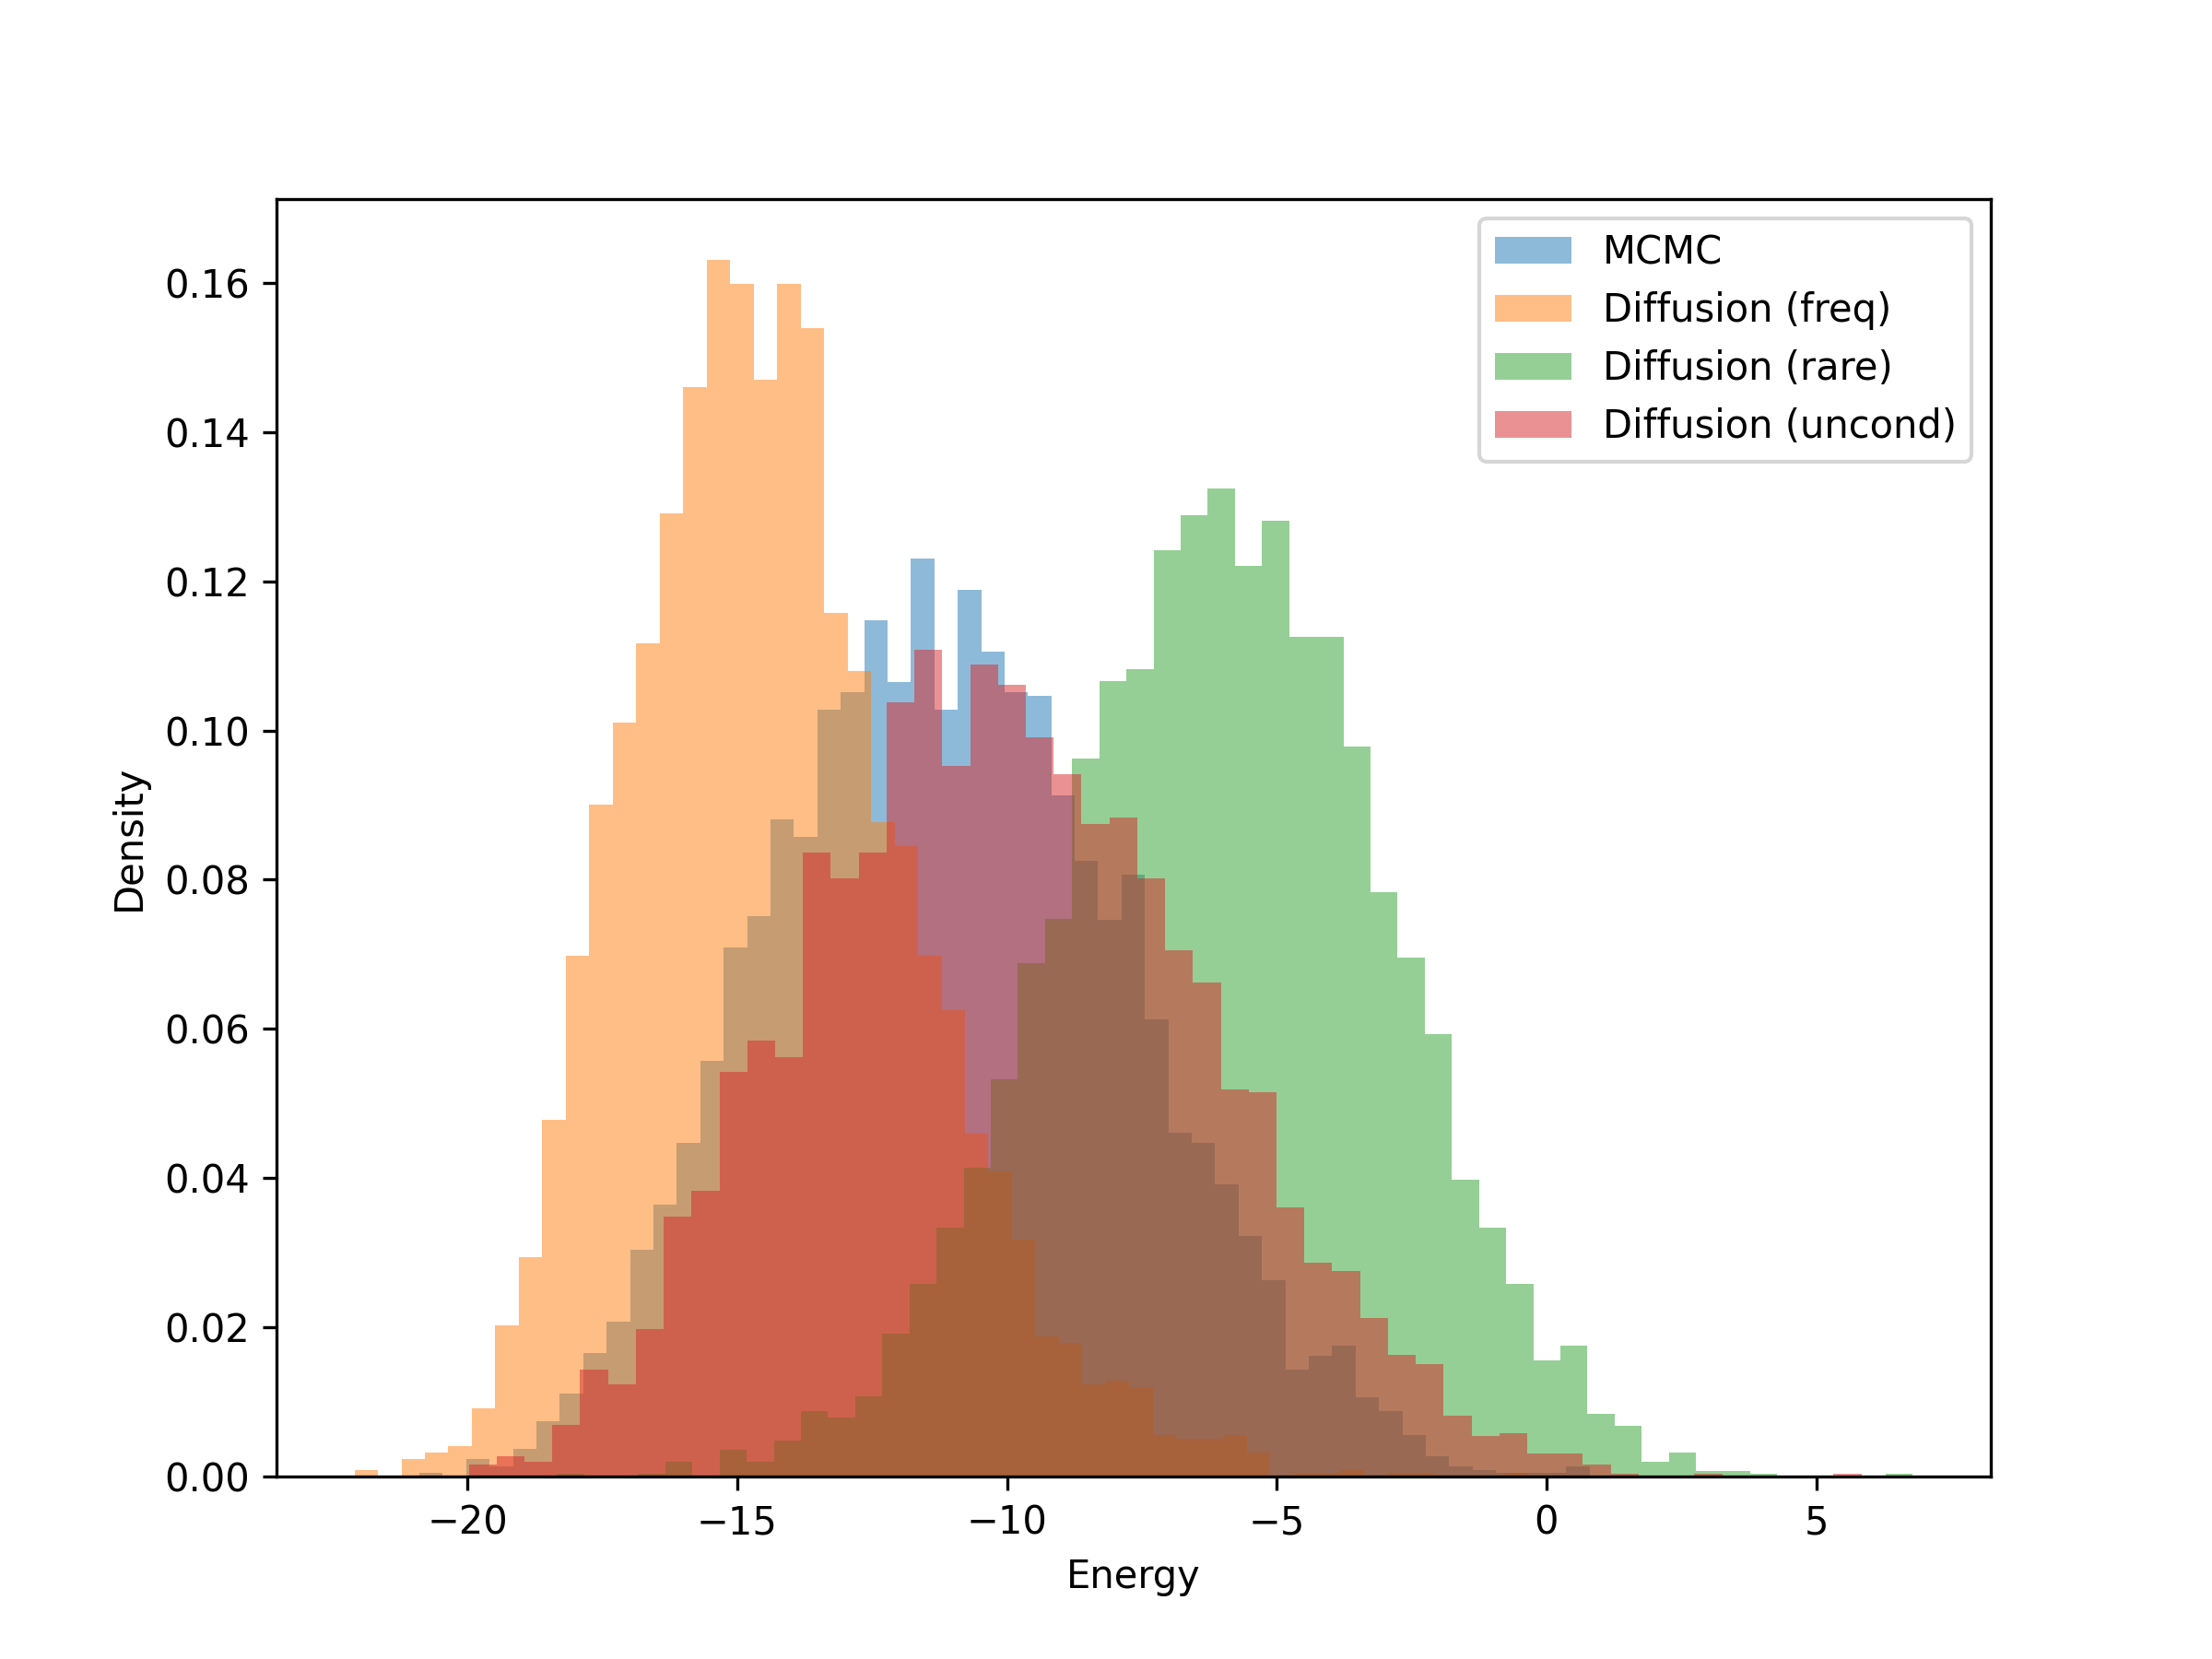 MCMC
Diffusion (freq)
Diffusion (rare)
Diffusion (uncond)
0.16
0.14
0.12
0.10
0.08
0.06
0.04
0.02
0.00
Density
−20 −15 −10 −5 0 5
Energy